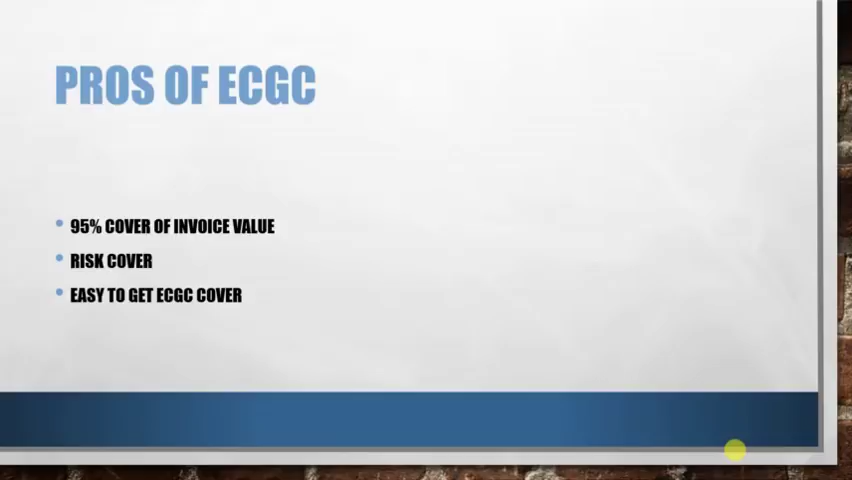 PROS OF ECGC
95% COVER OF INVOICE VALUE
RISK COVER
EASY TO GET ECGC COVER